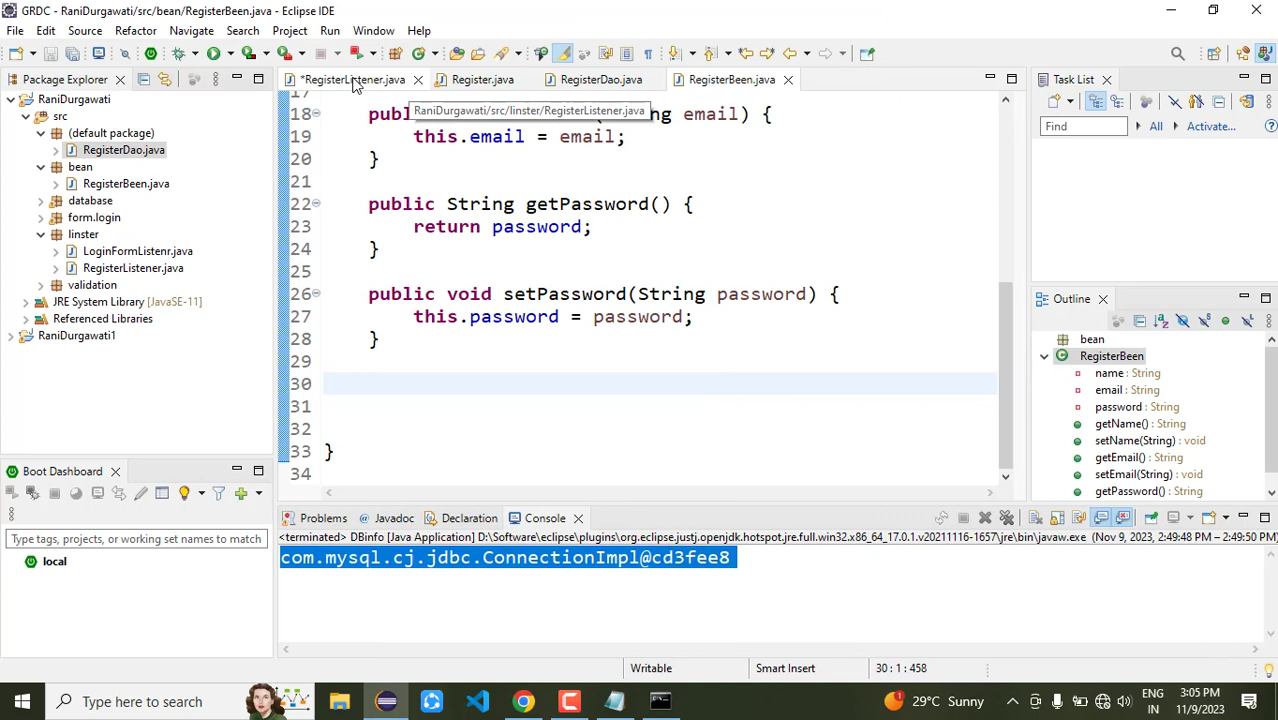 GRDC - RaniDurgawati/src/bean/RegisterBeen.java - Eclipse IDE
File Edit Source Refactor Navigate Search Project Run Window Help
Package Explorer
RaniDurgawati
src
(default package)
RegisterDao.java
bean
RegisterBeen.java
database
form.login
linster
LoginFormListenr.java
RegisterListener.java
validation
JRE System Library [JavaSE-11]
Referenced Libraries
RaniDurgawati1
Boot Dashboard
Type tags, projects, or working set names to match
local
*RegisterListener.java Register.java RegisterDao.java RegisterBeen.java
RaniDurgawati/src/linster/RegisterListener.java
17
18 email) {
19 this.email = email;
20 }
21
22 public String getPassword() {
23 return password;
24 }
25
26 public void setPassword(String password) {
27 this.password = password;
28 }
29
30
31
32
33 }
34
Problems Javadoc Declaration Console
<terminated> DBinfo [Java Application] D:\Software\eclipse\plugins\org.eclipse.justj.openjdk.hotspot.jre.full.win32.x86_64_17.0.1.v20211116-1657\jre\bin\javaw.exe (Nov 9, 2023, 2:49:48 PM – 2:49:50 PM)
com.mysql.cj.jdbc.ConnectionImpl@cd3fee8
Task List
Find All Activate...
Outline
bean
RegisterBeen
name : String
email : String
password : String
getName() : String
setName(String) : void
getEmail() : String
setEmail(String) : void
getPassword() : String
Writable Smart Insert 30 : 1 : 458
Type here to search
29°C Sunny
ENG
IN
3:05 PM
11/9/2023